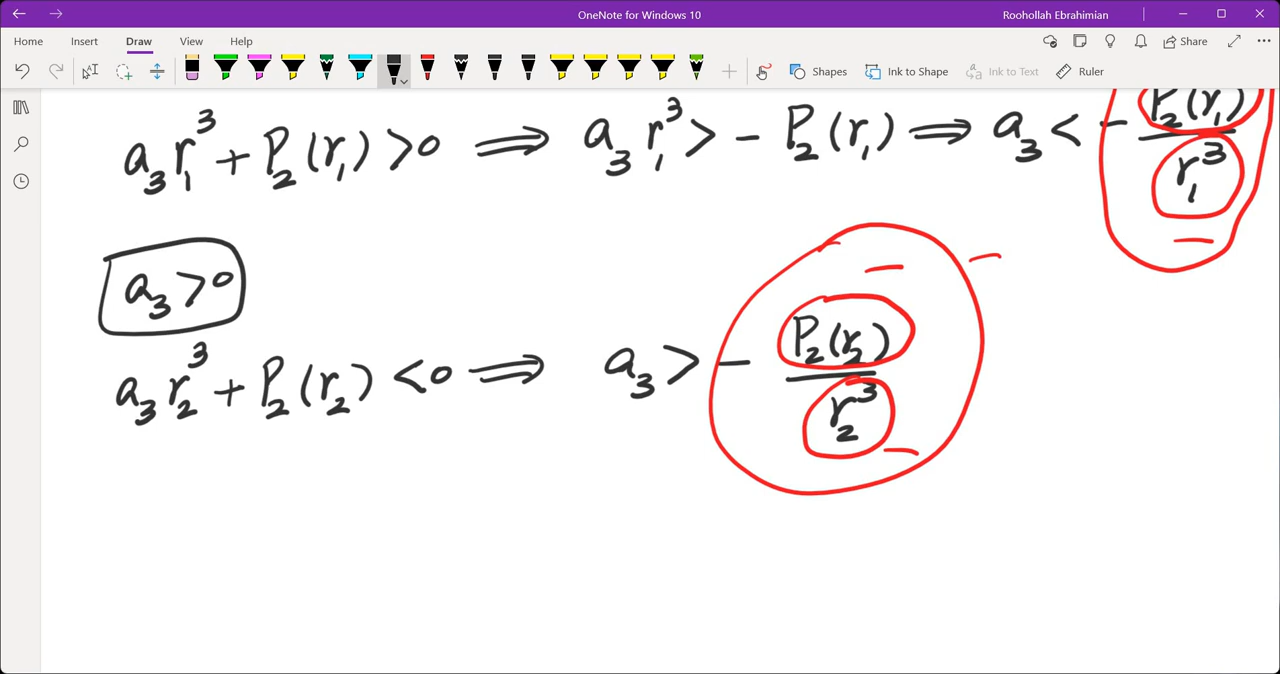 OneNote for Windows 10
Roohollah Ebrahimian
Home Insert Draw View Help
Share
Shapes Ink to Shape Ink to Text Ruler
a₃r₁³ + P₂(r₁) > 0 ⟹ a₃r₁³ > - P₂(r₁) ⟹ a₃ < - P₂(r₁) / r₁³
a₃ > 0
a₃r₂³ + P₂(r₂) < 0 ⟹ a₃ > - P₂(r₂) / r₂³